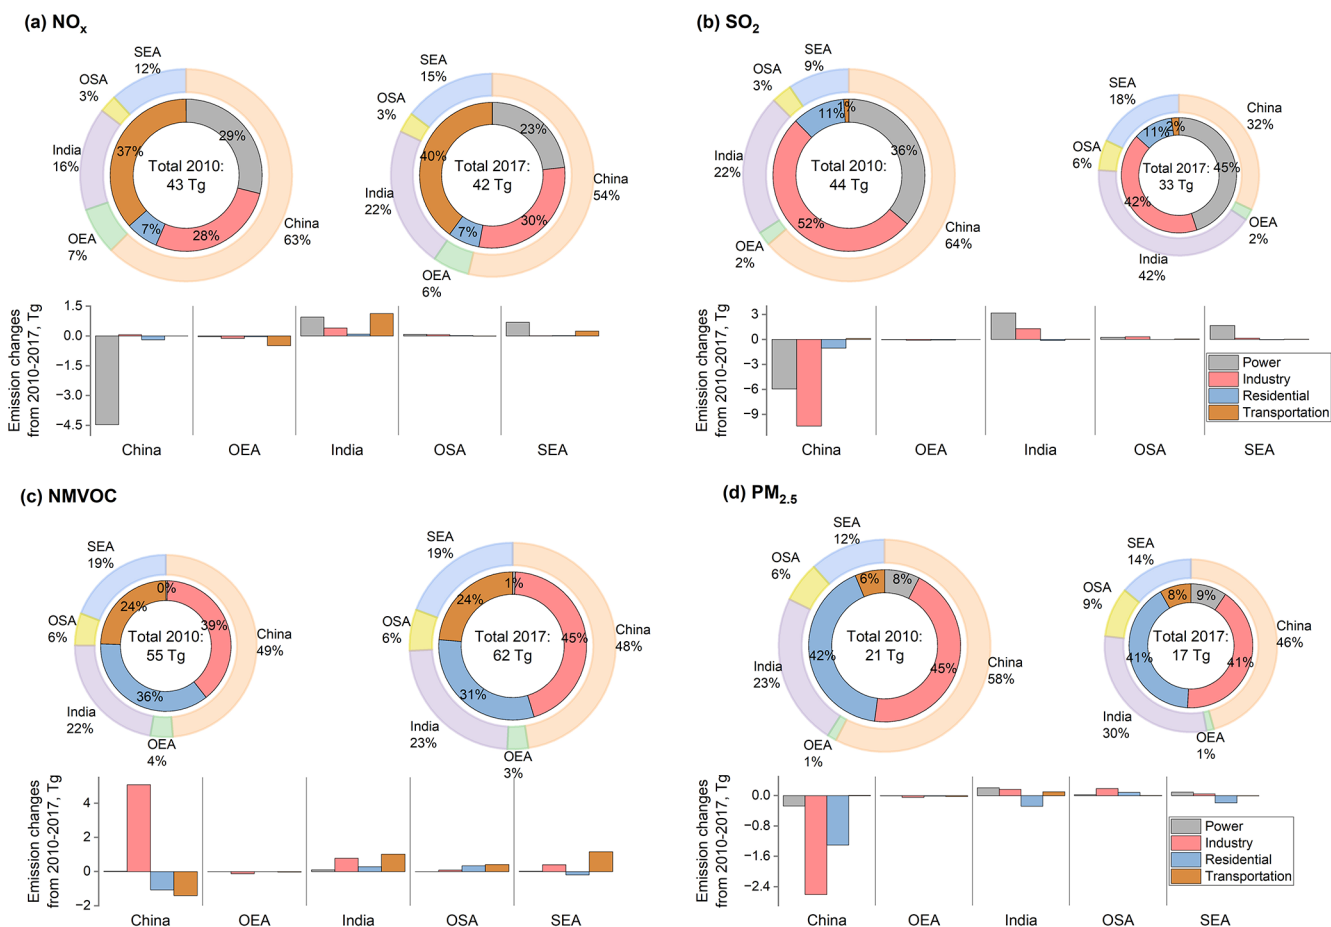 (a) NOx
SEA
12%
OSA
3%
India
16%
OEA
7%
China
63%
37%
29%
7%
28%
Total 2010:
43 Tg
SEA
15%
OSA
3%
India
22%
OEA
6%
China
54%
40%
23%
7%
30%
Total 2017:
42 Tg
Emission changes
from 2010-2017, Tg
1.5
0.0
−1.5
−3.0
−4.5
China
OEA
India
OSA
SEA
(b) SO2
SEA
9%
OSA
3%
India
22%
OEA
2%
China
64%
11%
1%
36%
52%
Total 2010:
44 Tg
SEA
18%
OSA
6%
India
42%
OEA
2%
China
32%
11%
2%
45%
42%
Total 2017:
33 Tg
Emission changes
from 2010-2017, Tg
3
0
−3
−6
−9
Power
Industry
Residential
Transportation
China
OEA
India
OSA
SEA
(c) NMVOC
SEA
19%
OSA
6%
India
22%
OEA
4%
China
49%
0%
24%
39%
36%
Total 2010:
55 Tg
SEA
19%
OSA
6%
India
23%
OEA
3%
China
48%
1%
24%
45%
31%
Total 2017:
62 Tg
Emission changes
from 2010-2017, Tg
4
2
0
−2
China
OEA
India
OSA
SEA
(d) PM2.5
SEA
12%
OSA
6%
India
23%
OEA
1%
China
58%
6%
8%
42%
45%
Total 2010:
21 Tg
SEA
14%
OSA
9%
India
30%
OEA
1%
China
46%
8%
9%
41%
41%
Total 2017:
17 Tg
Emission changes
from 2010-2017, Tg
0.0
−0.8
−1.6
−2.4
Power
Industry
Residential
Transportation
China
OEA
India
OSA
SEA